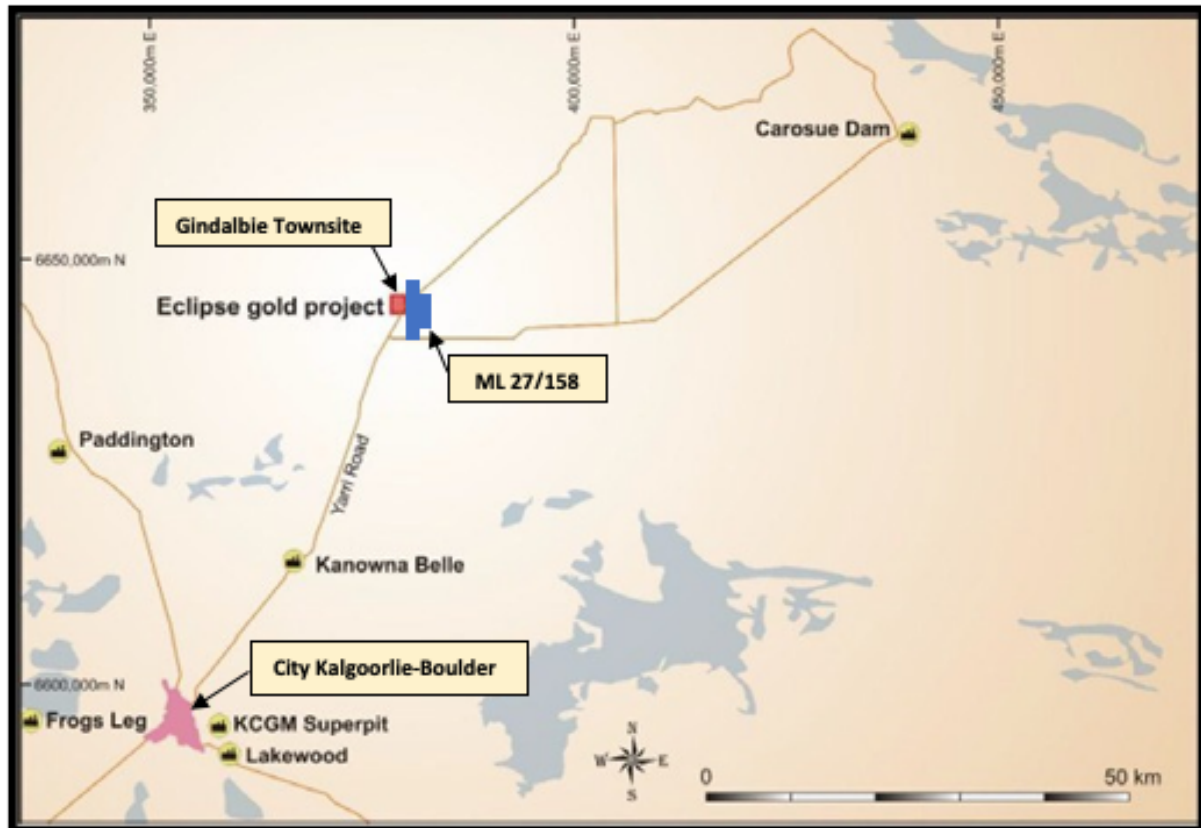 350,000m E
400,000m E
450,000m E
Carosue Dam
Gindalbie Townsite
6650,000m N
Eclipse gold project
ML 27/158
Paddington
Yarri Road
Kanowna Belle
City Kalgoorlie-Boulder
6600,000m N
Frogs Leg
KCGM Superpit
Lakewood
N
W E
S
0 50 km